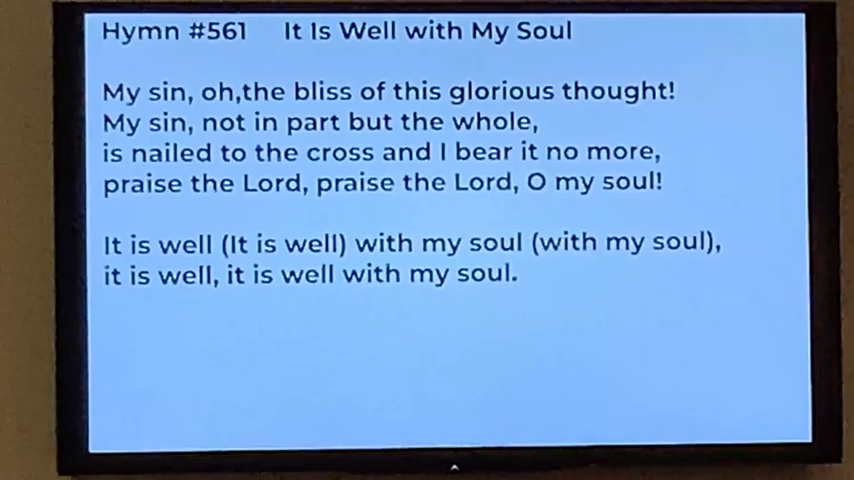 Hymn #561 It Is Well with My Soul
My sin, oh,the bliss of this glorious thought!
My sin, not in part but the whole,
is nailed to the cross and I bear it no more,
praise the Lord, praise the Lord, O my soul!
It is well (It is well) with my soul (with my soul),
it is well, it is well with my soul.